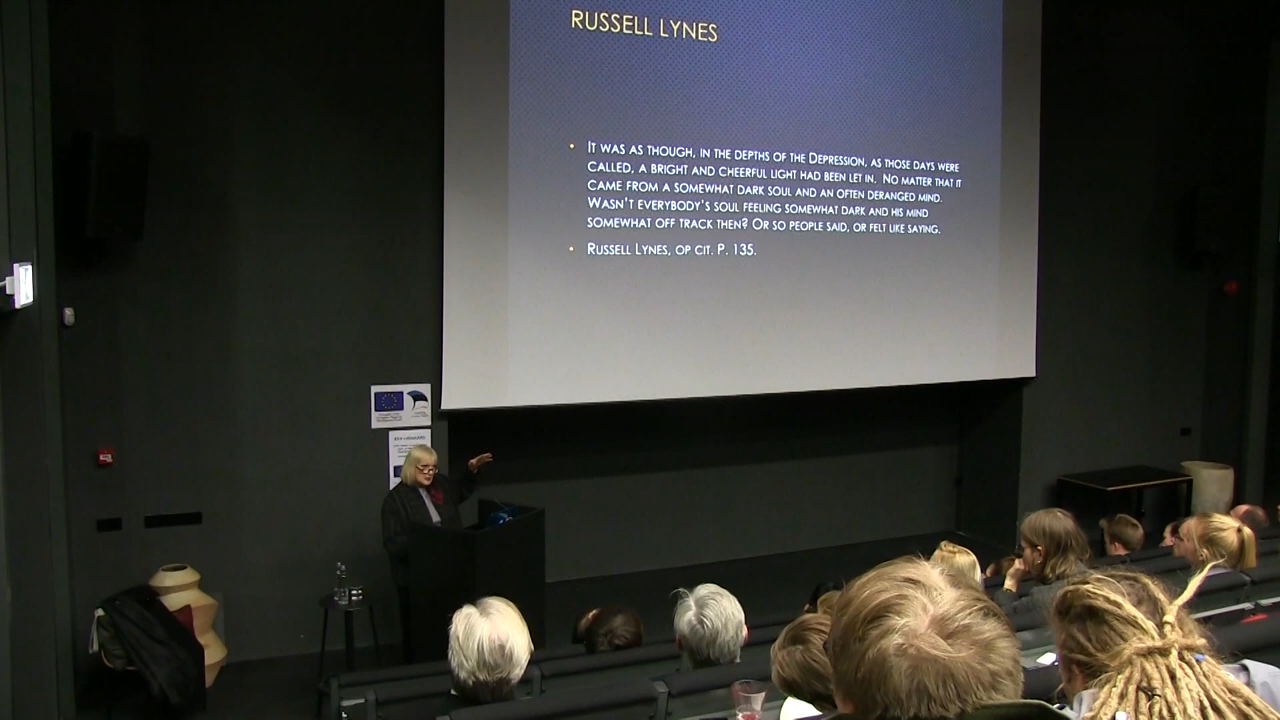 RUSSELL LYNES
• IT WAS AS THOUGH, IN THE DEPTHS OF THE DEPRESSION, AS THOSE DAYS WERE
CALLED, A BRIGHT AND CHEERFUL LIGHT HAD BEEN LET IN. NO MATTER THAT IT
CAME FROM A SOMEWHAT DARK SOUL AND AN OFTEN DERANGED MIND.
WASN'T EVERYBODY'S SOUL FEELING SOMEWHAT DARK AND HIS MIND
SOMEWHAT OFF TRACK THEN? OR SO PEOPLE SAID, OR FELT LIKE SAYING.
• RUSSELL LYNES, OP CIT. P. 135.